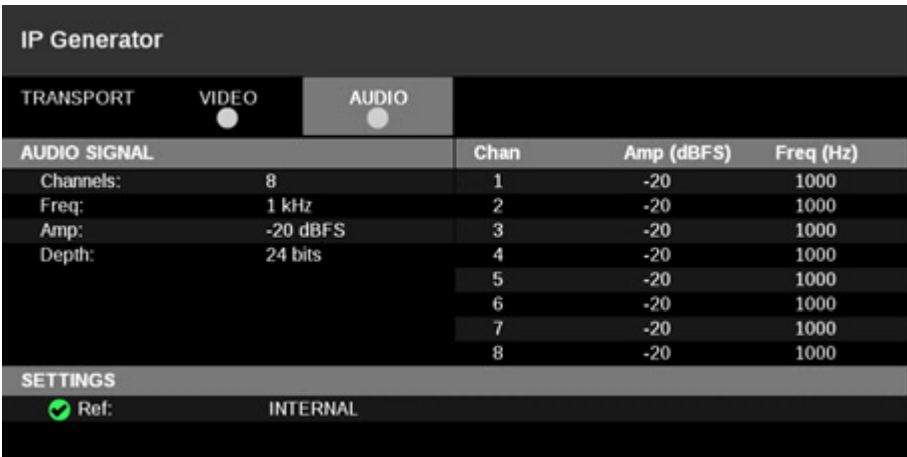 IP Generator
TRANSPORT VIDEO AUDIO
AUDIO SIGNAL Chan Amp (dBFS) Freq (Hz)
Channels: 8 1 -20 1000
Freq: 1 kHz 2 -20 1000
Amp: -20 dBFS 3 -20 1000
Depth: 24 bits 4 -20 1000
5 -20 1000
6 -20 1000
7 -20 1000
8 -20 1000
SETTINGS
Ref: INTERNAL